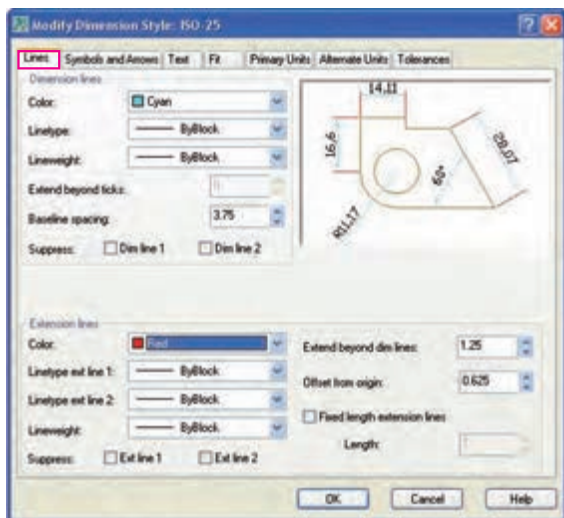 Modify Dimension Style: ISO-25
Lines Symbols and Arrows Text Fit Primary Units Alternate Units Tolerances
Dimension lines
Color: Cyan
Linetype: ByBlock
Lineweight: ByBlock
Extend beyond ticks:
Baseline spacing: 3.75
Suppress: Dim line 1 Dim line 2
14,11
16,6
28,07
60°
R11,17
Extension lines
Color: Red
Linetype ext line 1: ByBlock
Linetype ext line 2: ByBlock
Lineweight: ByBlock
Suppress: Ext line 1 Ext line 2
Extend beyond dim lines: 1.25
Offset from origin: 0.625
Fixed length extension lines
Length: 1
OK Cancel Help